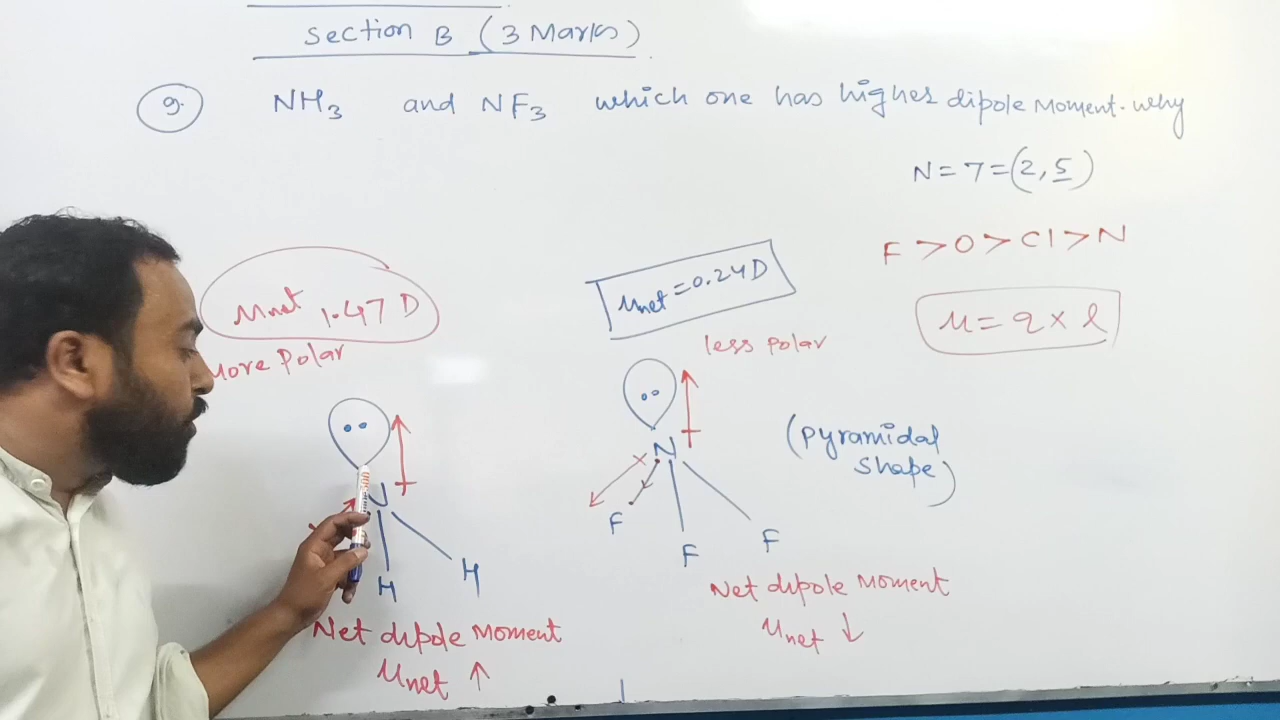 Section B (3 Marks)
9. NH3 and NF3 which one has higher dipole Moment. why
N = 7 = (2, 5)
F > O > Cl > N
μnet 1.47 D
μnet = 0.24D
μ = q × l
More Polar
less polar
N
H
H
N
F
F
F
(pyramidal
shape)
Net dipole Moment
μnet ↑
Net dipole Moment
μnet ↓